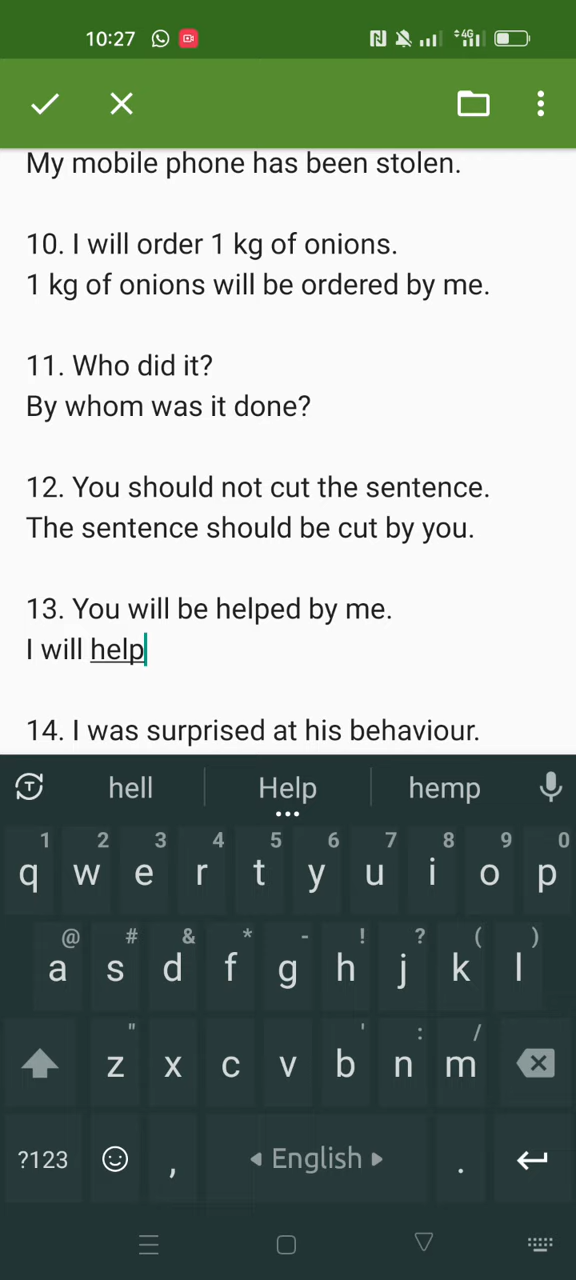 10:27 4G
My mobile phone has been stolen.
10. I will order 1 kg of onions.
1 kg of onions will be ordered by me.
11. Who did it?
By whom was it done?
12. You should not cut the sentence.
The sentence should be cut by you.
13. You will be helped by me.
I will help
14. I was surprised at his behaviour.
hell Help hemp
1 2 3 4 5 6 7 8 9 0
q w e r t y u i o p
@ # & * - ! ? ( )
a s d f g h j k l
" ' : /
z x c v b n m
?123 , English .